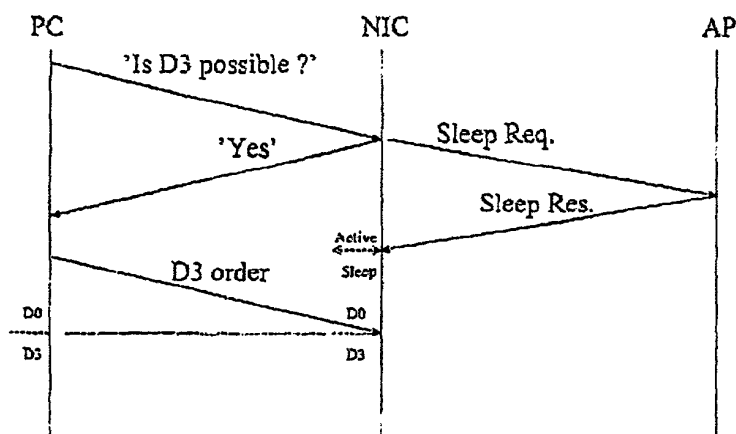 PC NIC AP
'Is D3 possible ?'
'Yes' Sleep Req.
Sleep Res.
Active
Sleep
D3 order
D0 D0
D3 D3